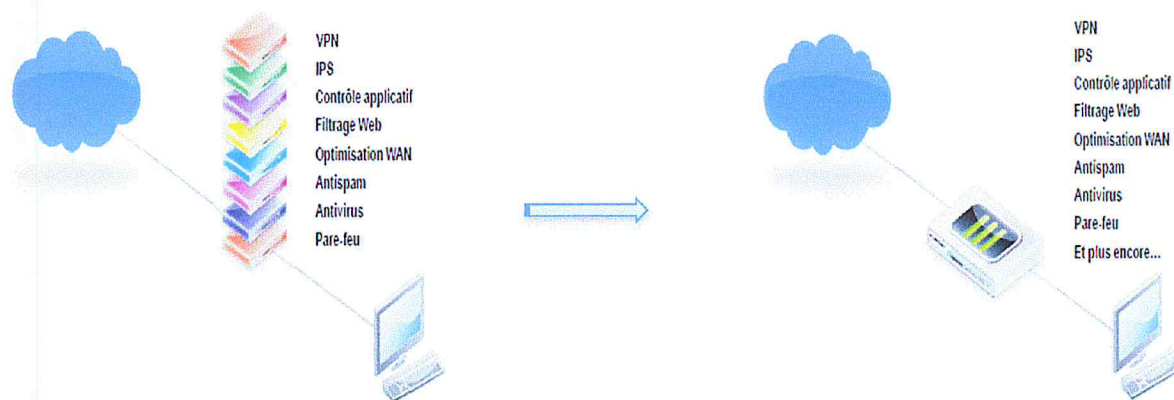 VPN
IPS
Contrôle applicatif
Filtrage Web
Optimisation WAN
Antispam
Antivirus
Pare-feu
VPN
IPS
Contrôle applicatif
Filtrage Web
Optimisation WAN
Antispam
Antivirus
Pare-feu
Et plus encore...